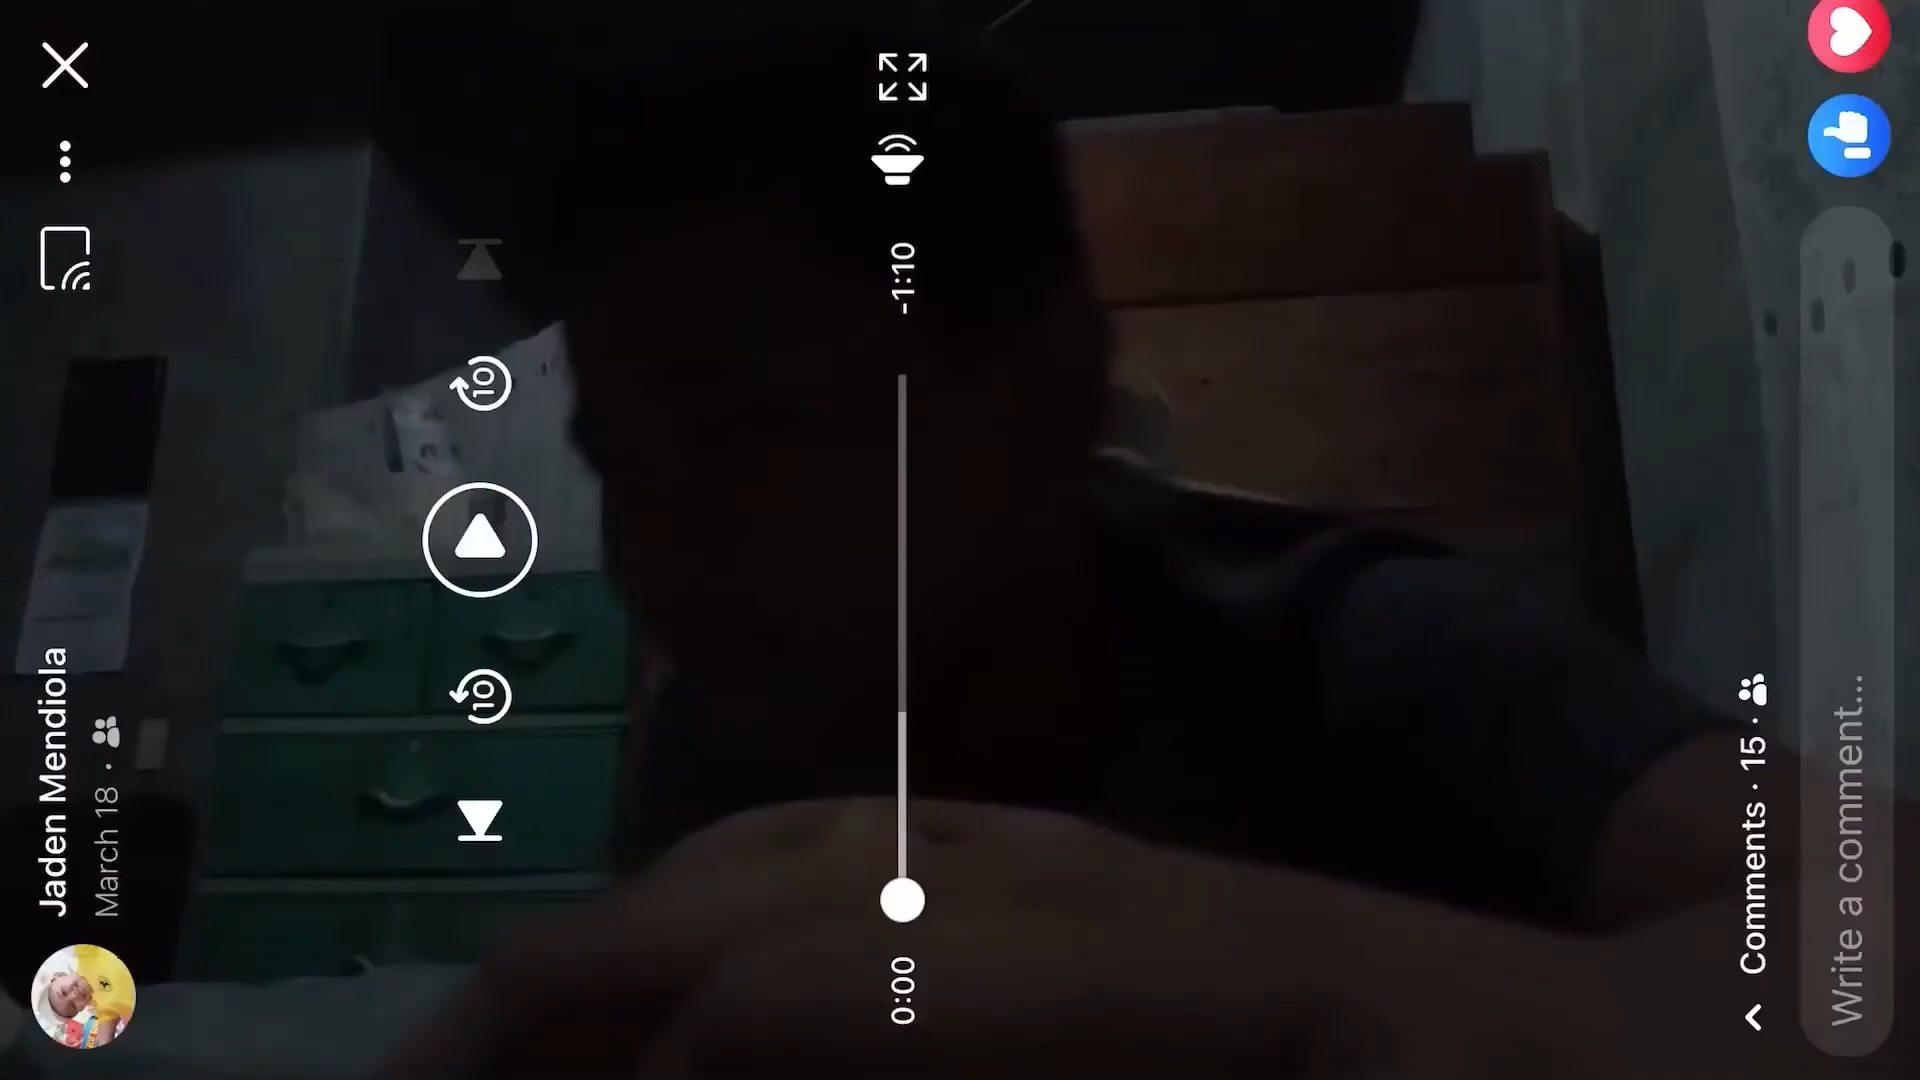 Jaden Mendiola
March 18 ·
10
10
0:00
-1:10
Comments · 15 ·
Write a comment...